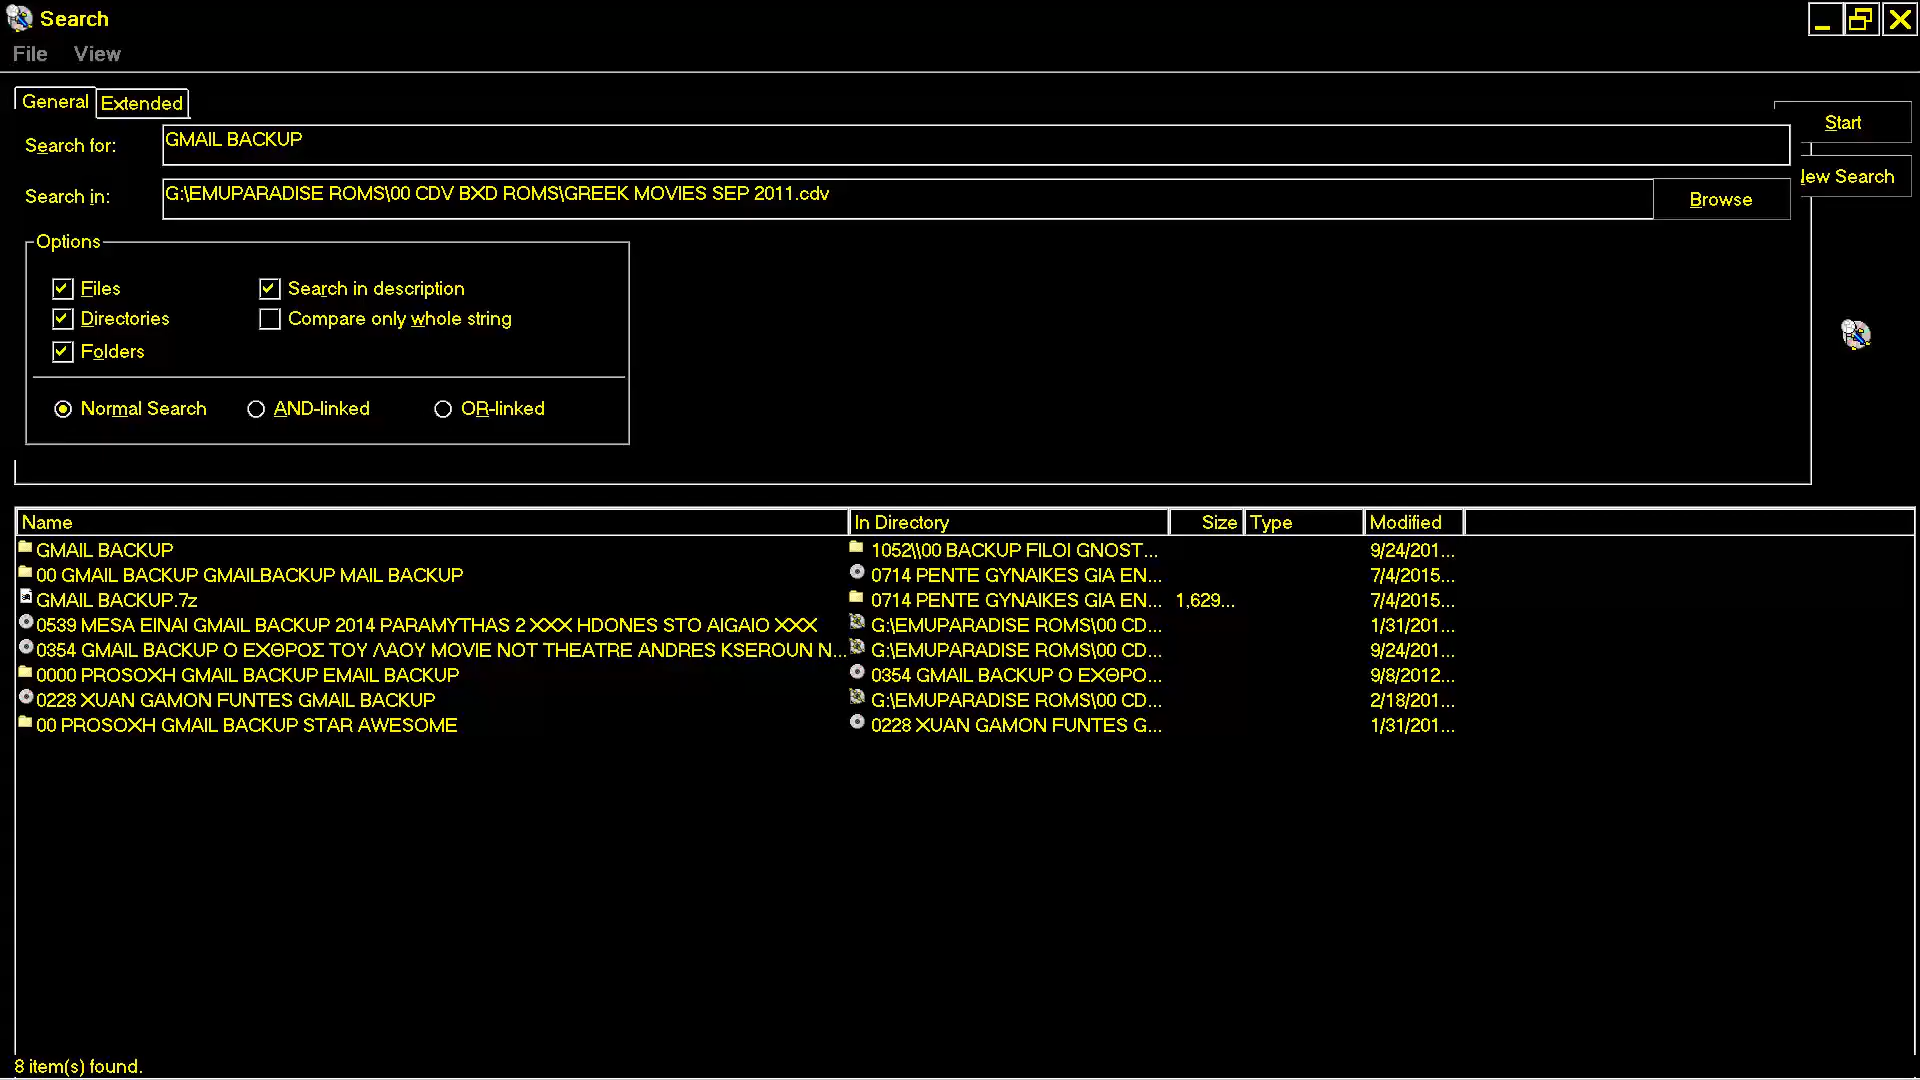 Search
File View
General Extended
Search for: GMAIL BACKUP
Start
Search in: G:\EMUPARADISE ROMS\00 CDV BXD ROMS\GREEK MOVIES SEP 2011.cdv Browse
lew Search
Options
Files Search in description
Directories Compare only whole string
Folders
Normal Search AND-linked OR-linked
Name In Directory Size Type Modified
GMAIL BACKUP 1052\\00 BACKUP FILOI GNOST... 9/24/201...
00 GMAIL BACKUP GMAILBACKUP MAIL BACKUP 0714 PENTE GYNAIKES GIA EN... 7/4/2015...
GMAIL BACKUP.7z 0714 PENTE GYNAIKES GIA EN... 1,629... 7/4/2015...
0539 MESA EINAI GMAIL BACKUP 2014 PARAMYTHAS 2 XXX HDONES STO AIGAIO XXX G:\EMUPARADISE ROMS\00 CD... 1/31/201...
0354 GMAIL BACKUP Ο ΕΧΘΡΟΣ ΤΟΥ ΛΑΟΥ MOVIE NOT THEATRE ANDRES KSEROUN N... G:\EMUPARADISE ROMS\00 CD... 9/24/201...
0000 PROSOXH GMAIL BACKUP EMAIL BACKUP 0354 GMAIL BACKUP Ο ΕΧΘΡΟ... 9/8/2012...
0228 XUAN GAMON FUNTES GMAIL BACKUP G:\EMUPARADISE ROMS\00 CD... 2/18/201...
00 PROSOXH GMAIL BACKUP STAR AWESOME 0228 XUAN GAMON FUNTES G... 1/31/201...
8 item(s) found.